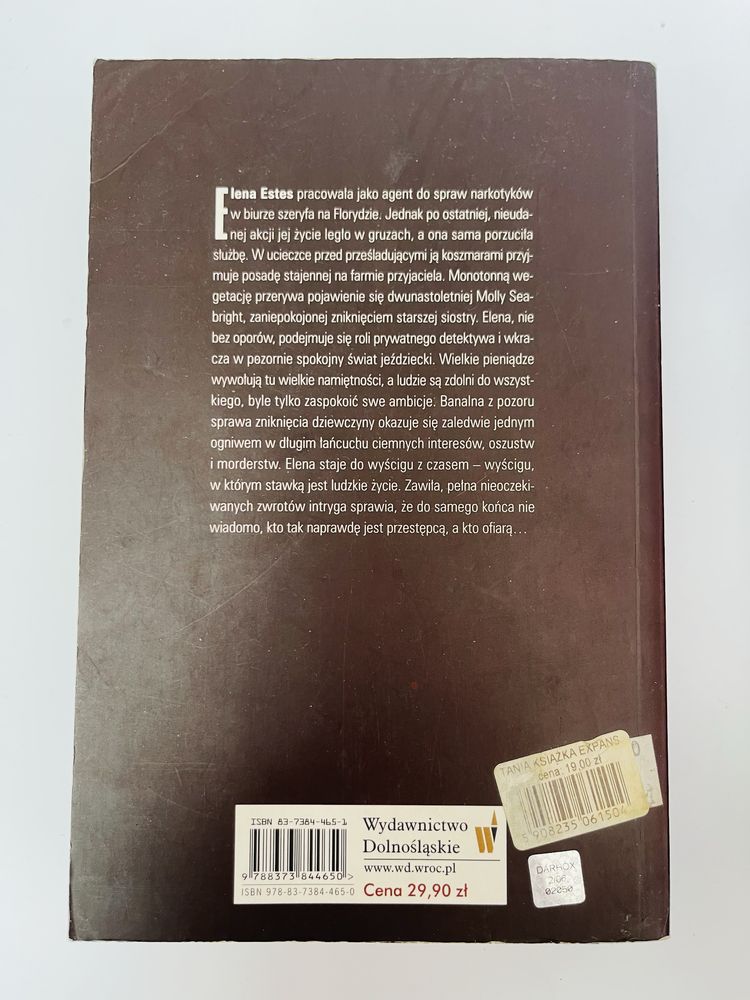 Elena Estes pracowała jako agent do spraw narkotyków
w biurze szeryfa na Florydzie. Jednak po ostatniej, nieuda-
nej akcji jej życie legło w gruzach, a ona sama porzuciła
służbę. W ucieczce przed prześladującymi ją koszmarami przyj-
muje posadę stajennej na farmie przyjaciela. Monotonną we-
getację przerywa pojawienie się dwunastoletniej Molly Sea-
bright, zaniepokojonej zniknięciem starszej siostry. Elena, nie
bez oporów, podejmuje się roli prywatnego detektywa i wkra-
cza w pozornie spokojny świat jeździecki. Wielkie pieniądze
wywołują tu wielkie namiętności, a ludzie są zdolni do wszyst-
kiego, byle tylko zaspokoić swe ambicje. Banalna z pozoru
sprawa zniknięcia dziewczyny okazuje się zaledwie jednym
ogniwem w długim łańcuchu ciemnych interesów, oszustw
i morderstw. Elena staje do wyścigu z czasem – wyścigu,
w którym stawką jest ludzkie życie. Zawiła, pełna nieoczeki-
wanych zwrotów intryga sprawia, że do samego końca nie
wiadomo, kto tak naprawdę jest przestępcą, a kto ofiarą...
TANIA KSIĄŻKA EXPANS
cena: 19,00 zł
5 908235 061504
DARBOX
2/06
02050
ISBN 83-7384-465-1
9 788373 844650 >
ISBN 978-83-7384-465-0
Wydawnictwo
Dolnośląskie
www.wd.wroc.pl
Cena 29,90 zł